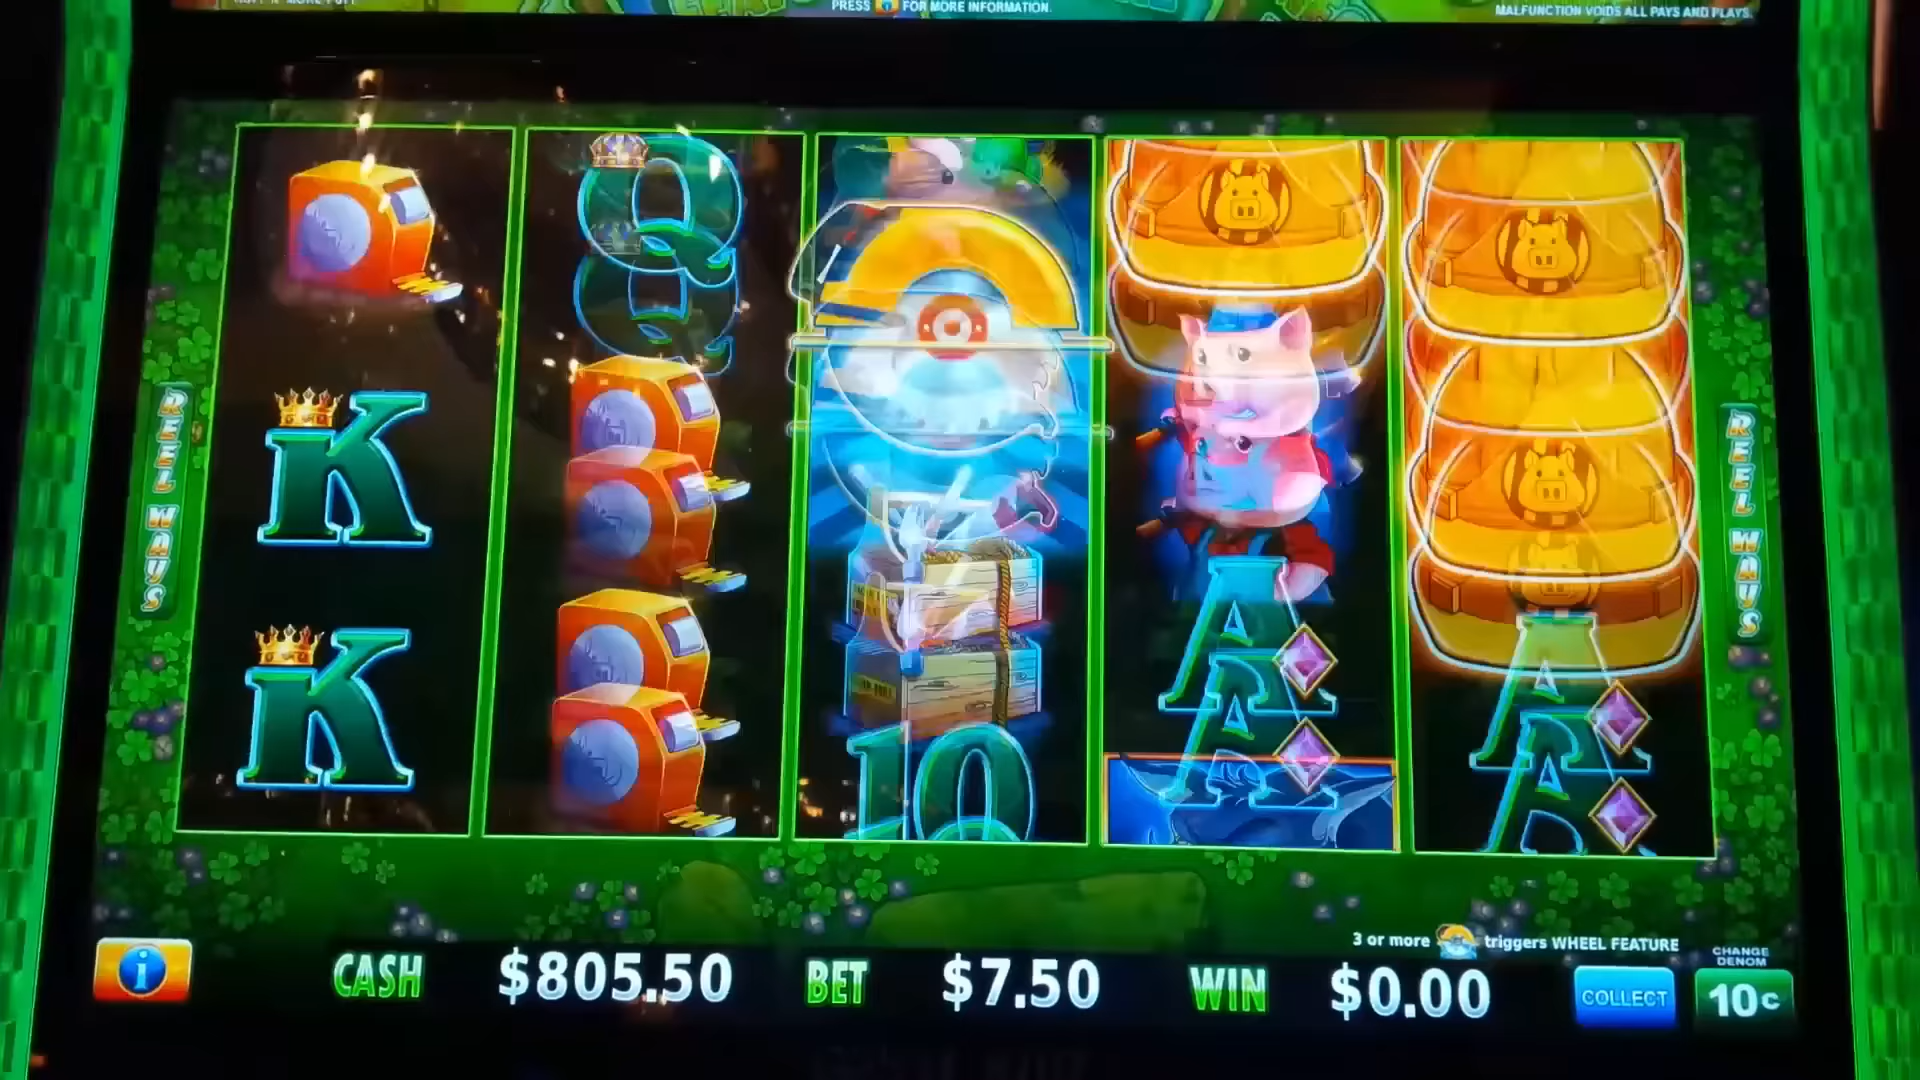 PRESS i FOR MORE INFORMATION.
MALFUNCTION VOIDS ALL PAYS AND PLAYS.
Q
K
K
10
A
A
A
A
REEL WAYS
REEL WAYS
3 or more triggers WHEEL FEATURE
CASH $805.50 BET $7.50 WIN $0.00
COLLECT
CHANGE
DENOM
10¢